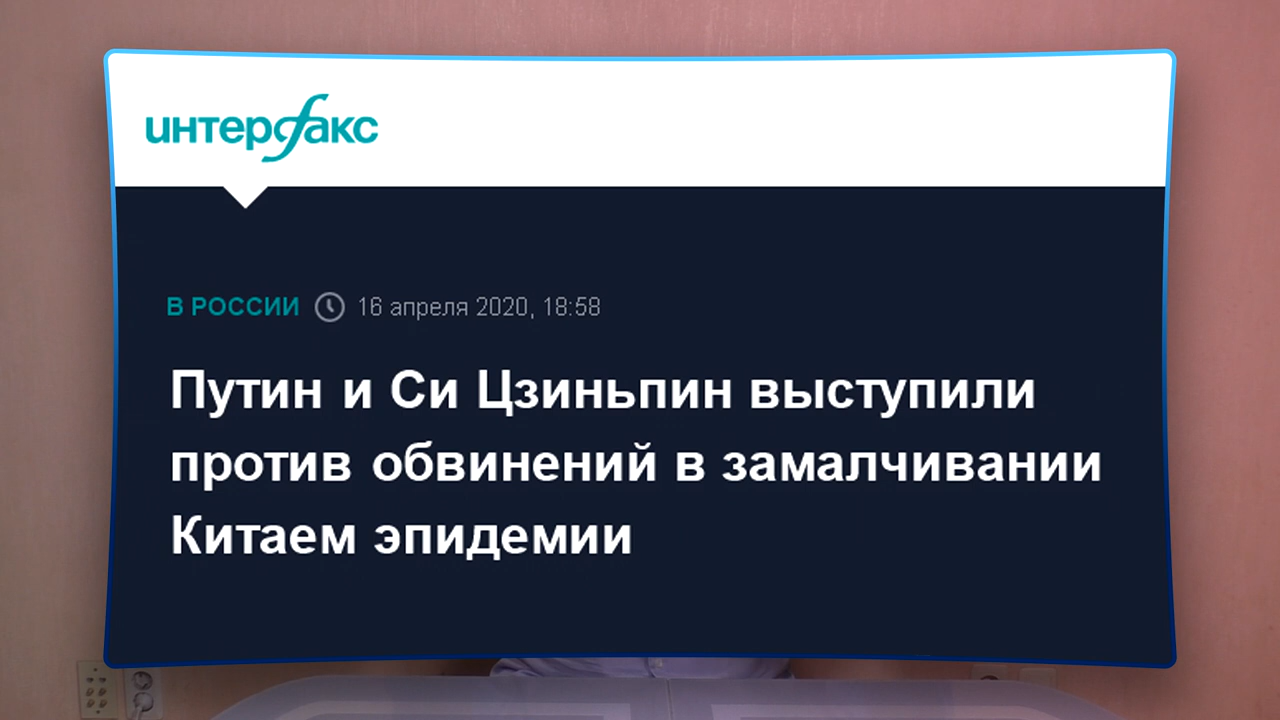 интерфакс
В РОССИИ 16 апреля 2020, 18:58
Путин и Си Цзиньпин выступили
против обвинений в замалчивании
Китаем эпидемии